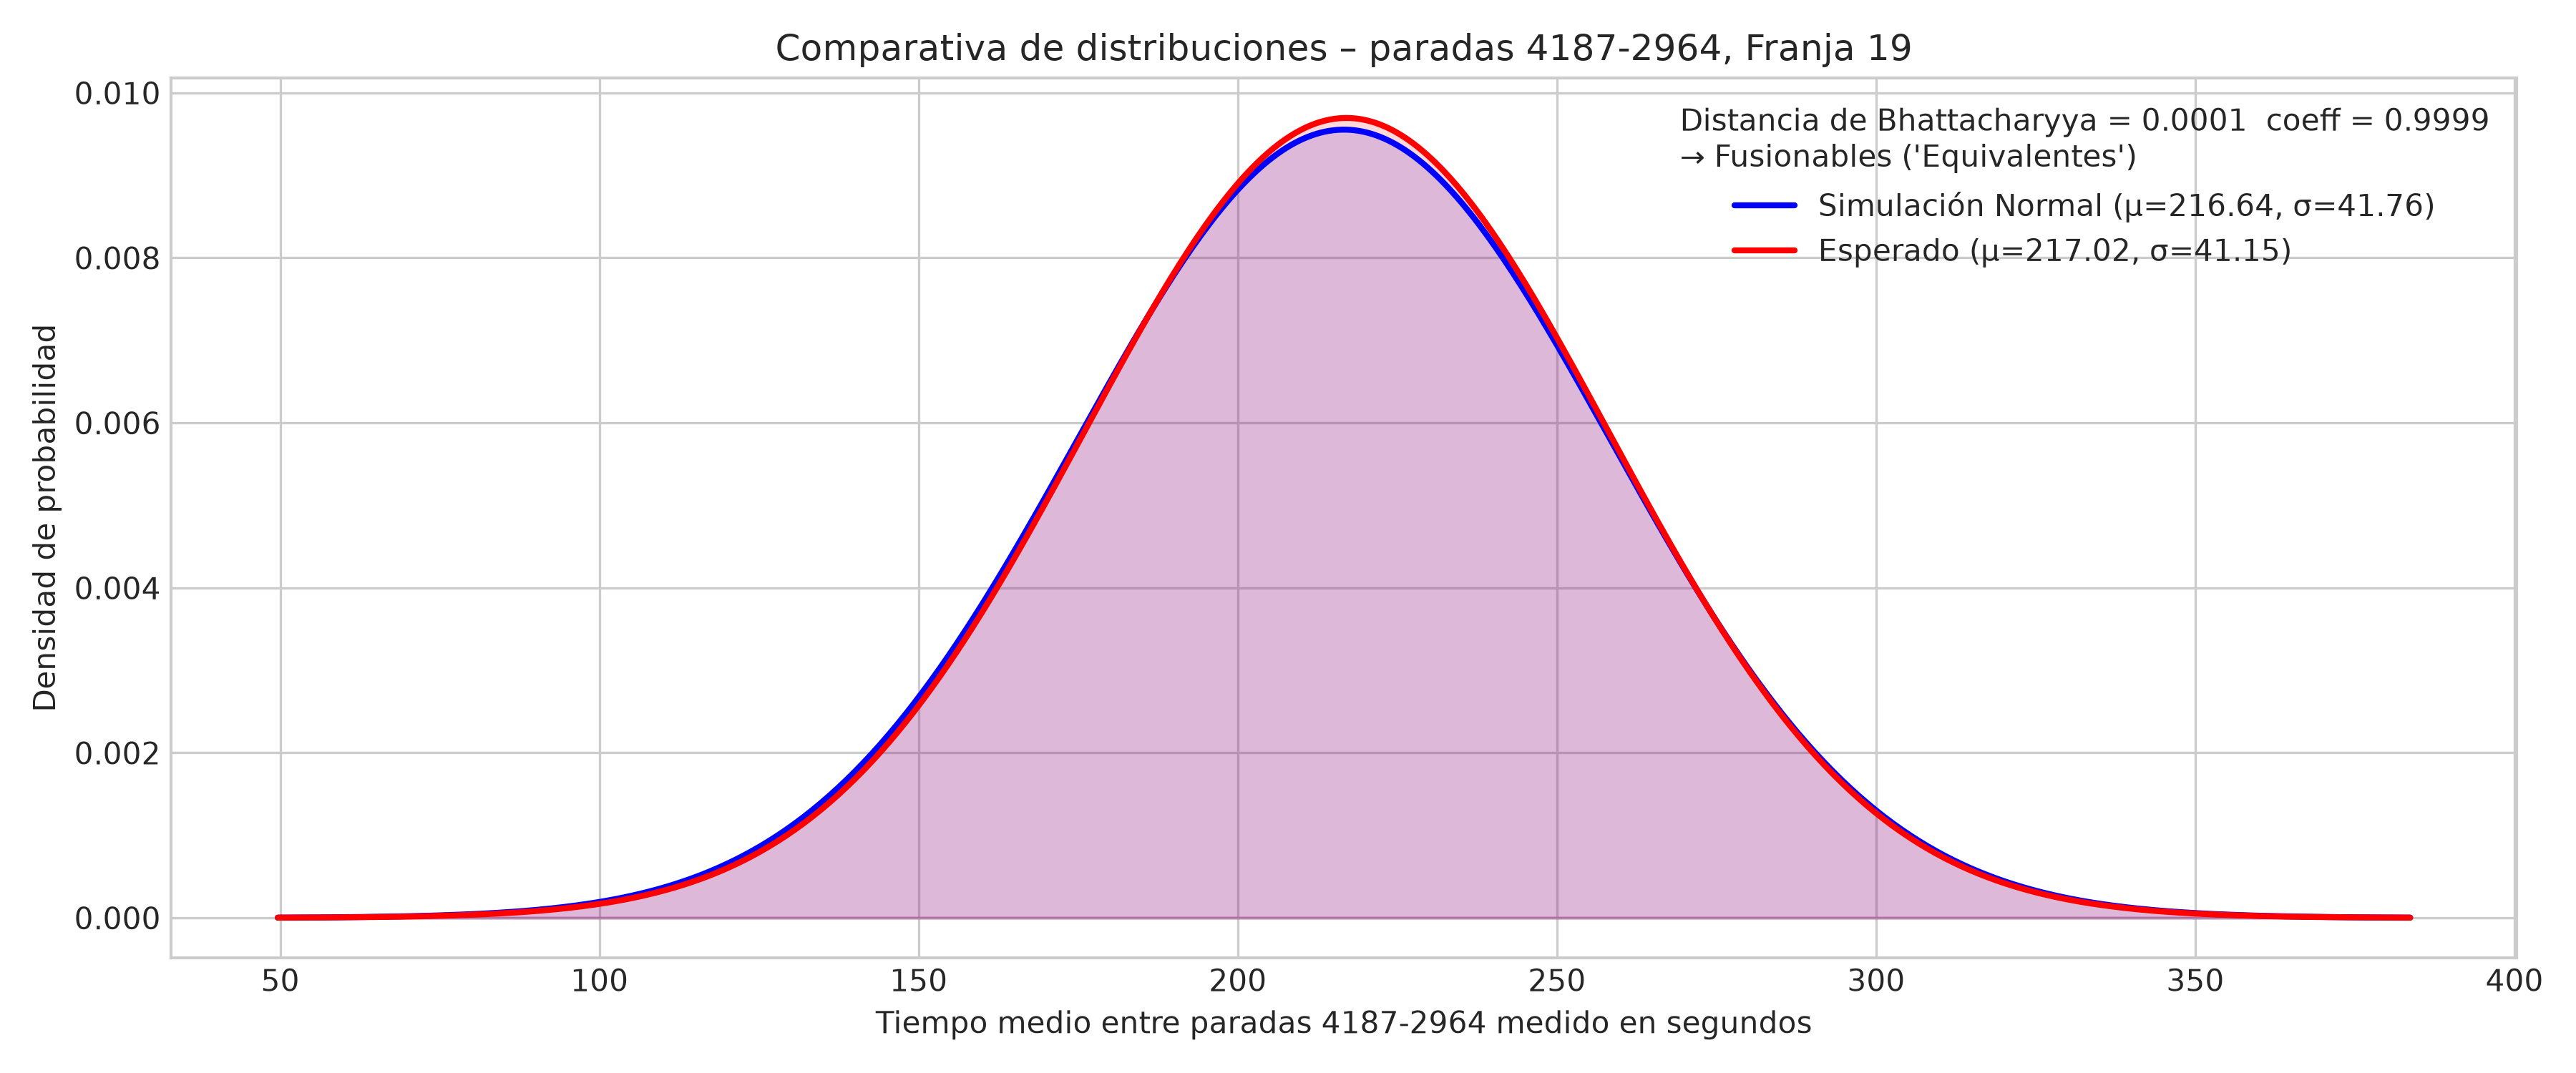 Comparativa de distribuciones – paradas 4187-2964, Franja 19
Distancia de Bhattacharyya = 0.0001  coeff = 0.9999
→ Fusionables ('Equivalentes')
Simulación Normal (μ=216.64, σ=41.76)
Esperado (μ=217.02, σ=41.15)
Densidad de probabilidad
0.010
0.008
0.006
0.004
0.002
0.000
50 100 150 200 250 300 350 400
Tiempo medio entre paradas 4187-2964 medido en segundos